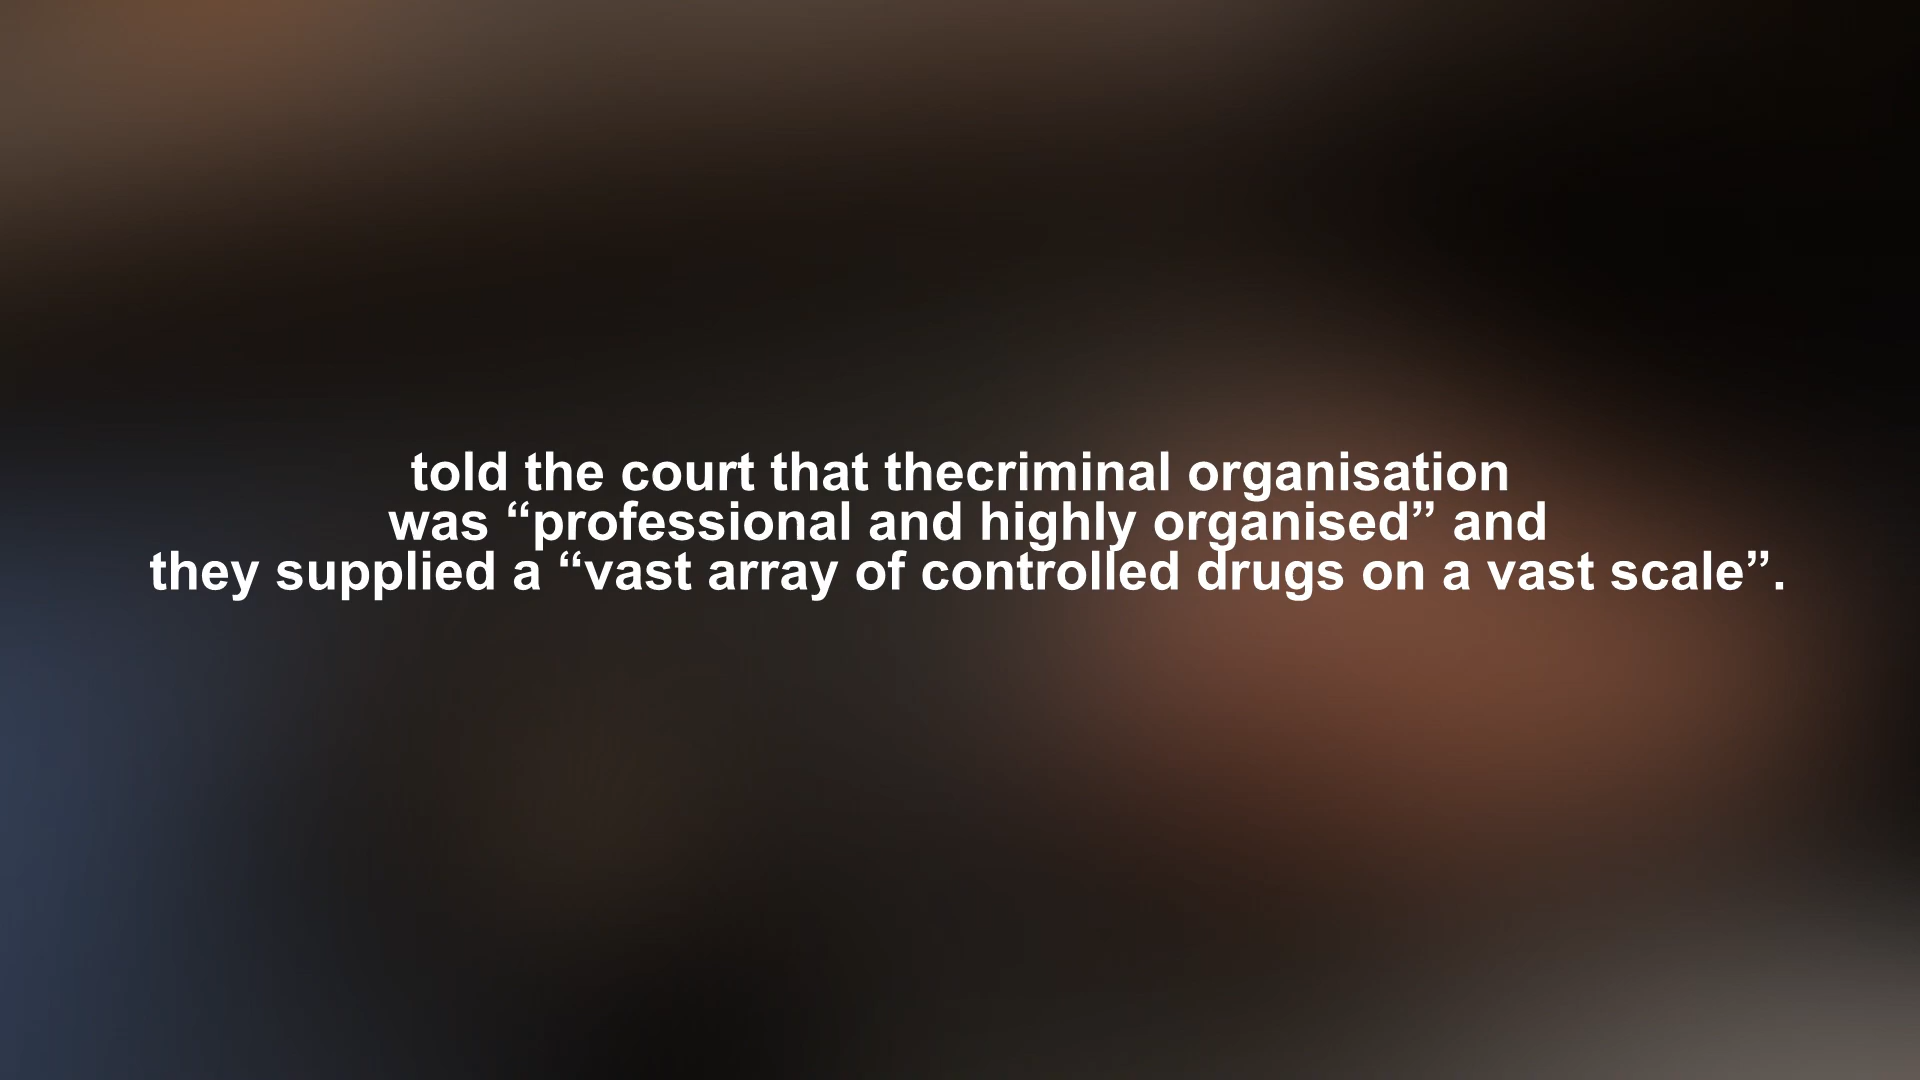 told the court that thecriminal organisation
was “professional and highly organised” and
they supplied a “vast array of controlled drugs on a vast scale”.